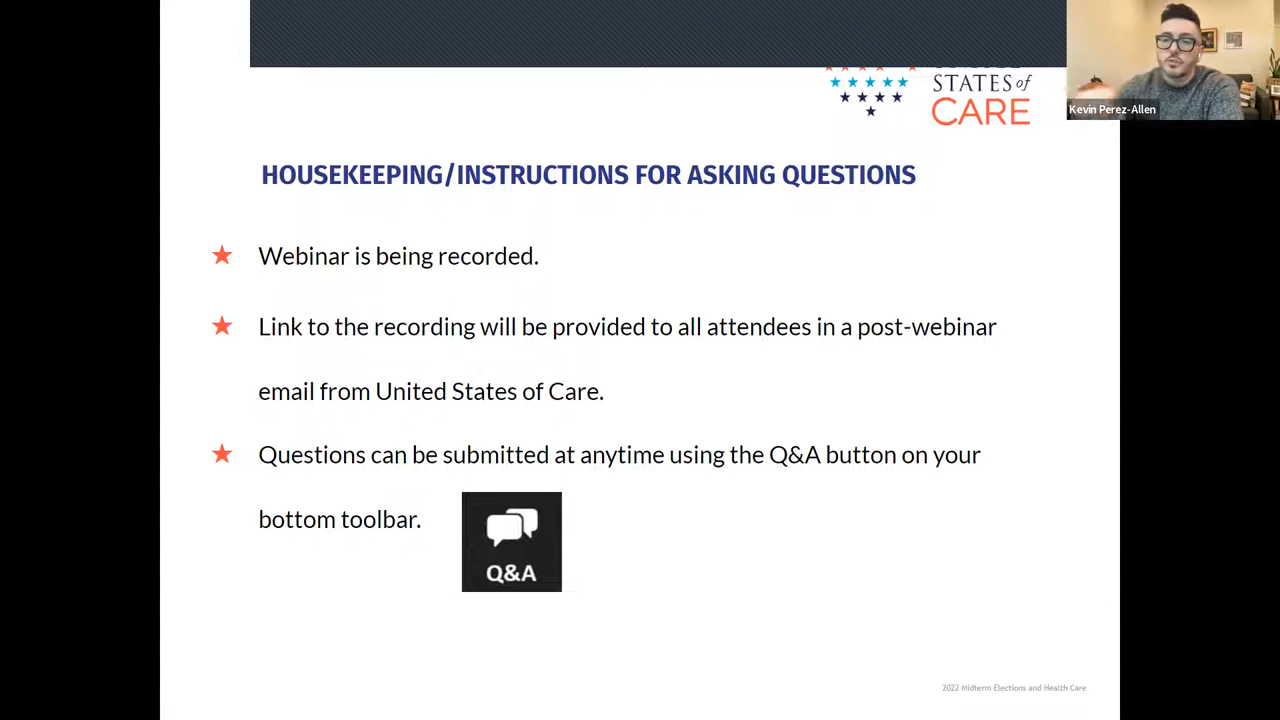 STATES of
CARE
Kevin Perez-Allen
HOUSEKEEPING/INSTRUCTIONS FOR ASKING QUESTIONS
Webinar is being recorded.
Link to the recording will be provided to all attendees in a post-webinar
email from United States of Care.
Questions can be submitted at anytime using the Q&A button on your
bottom toolbar.
Q&A
2022 Midterm Elections and Health Care